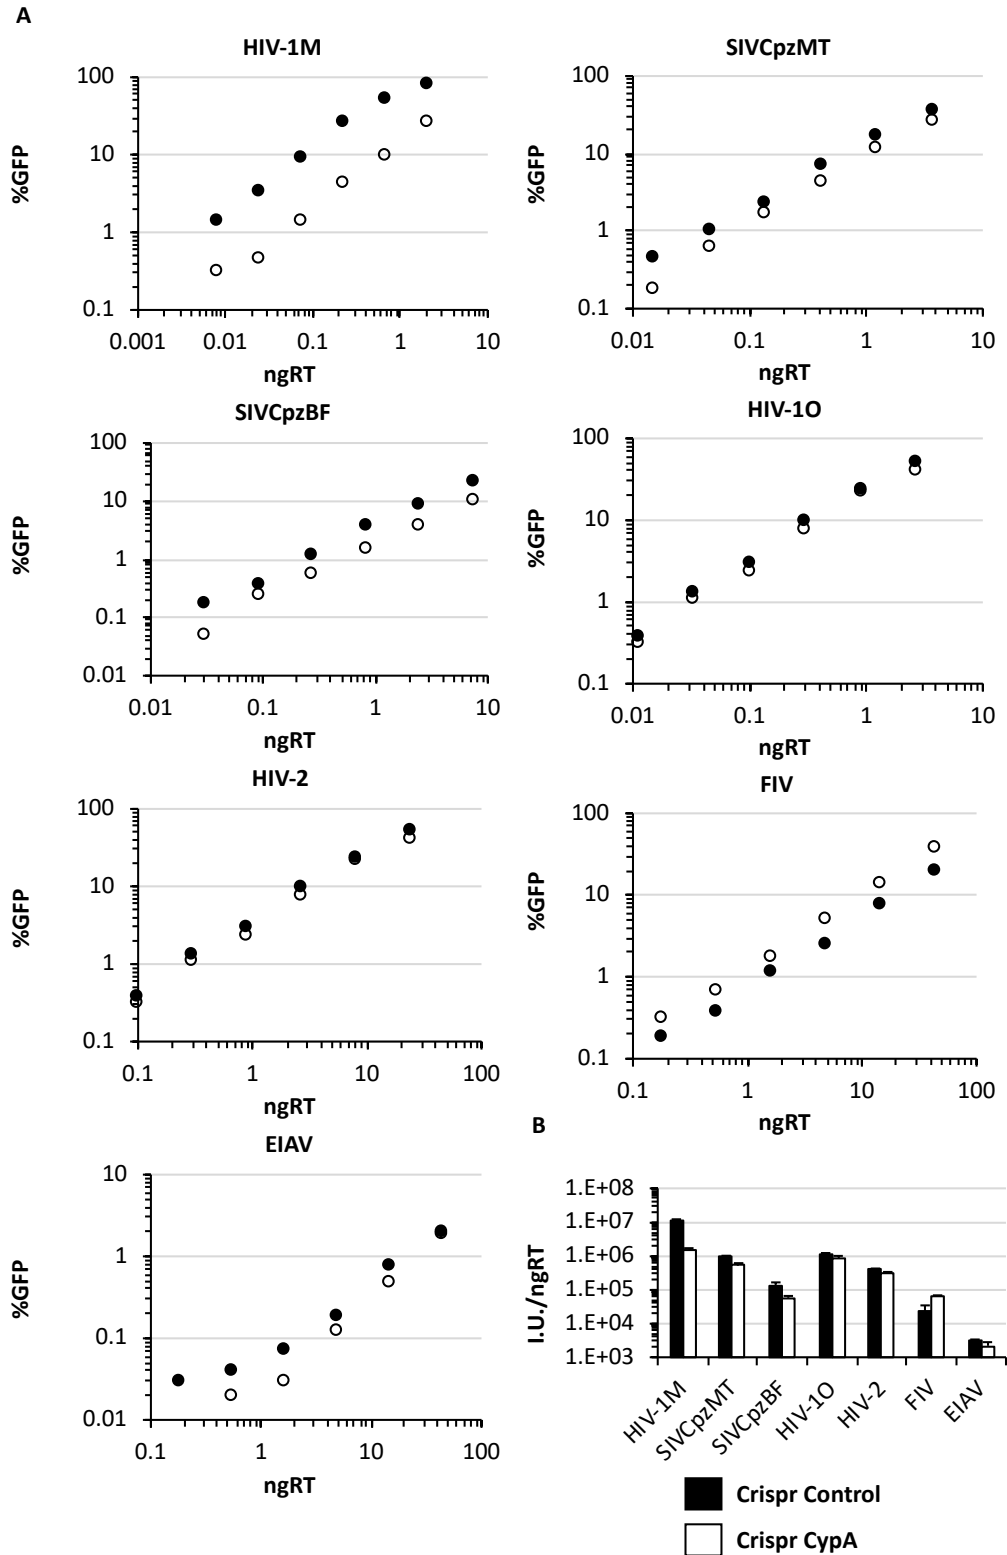 A
HIV-1M
%GFP
100
10
1
0.1
0.001 0.01 0.1 1 10
ngRT
SIVCpzMT
%GFP
100
10
1
0.1
0.01 0.1 1 10
ngRT
SIVCpzBF
%GFP
100
10
1
0.1
0.01
0.01 0.1 1 10
ngRT
HIV-1O
%GFP
100
10
1
0.1
0.01 0.1 1 10
ngRT
HIV-2
%GFP
100
10
1
0.1
0.1 1 10 100
ngRT
FIV
%GFP
100
10
1
0.1
0.1 1 10 100
ngRT
EIAV
%GFP
10
1
0.1
0.01
0.1 1 10 100
ngRT
B
I.U./ngRT
1.E+08
1.E+07
1.E+06
1.E+05
1.E+04
1.E+03
HIV-1M SIVCpzMT SIVCpzBF HIV-1O HIV-2 FIV EIAV
Crispr Control
Crispr CypA